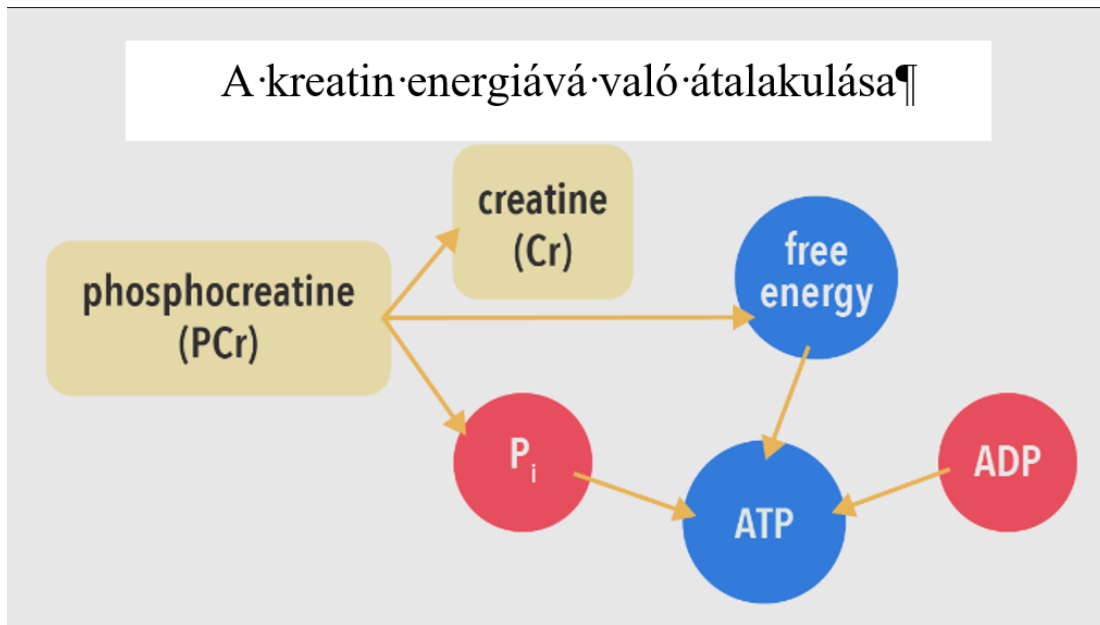 A·kreatin·energiává·való·átalakulása¶
creatine
(Cr)
free
energy
phosphocreatine
(PCr)
Pi
ADP
ATP